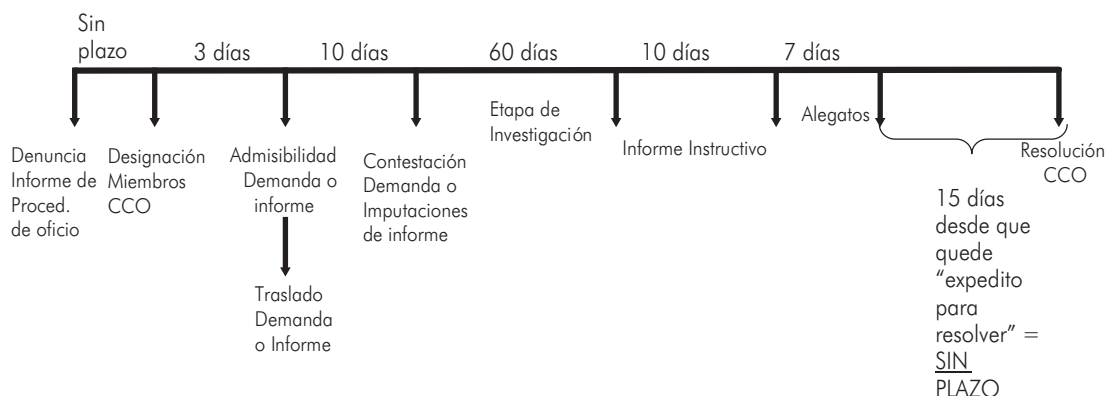 Sin
plazo
3 días
10 días
60 días
10 días
7 días
Denuncia
Informe de
Proced.
de oficio
Designación
Miembros
CCO
Admisibilidad
Demanda o
informe
Traslado
Demanda
o Informe
Contestación
Demanda o
Imputaciones
de informe
Etapa de
Investigación
Informe Instructivo
Alegatos
15 días
desde que
quede
“expedito
para
resolver” =
SIN
PLAZO
Resolución
CCO